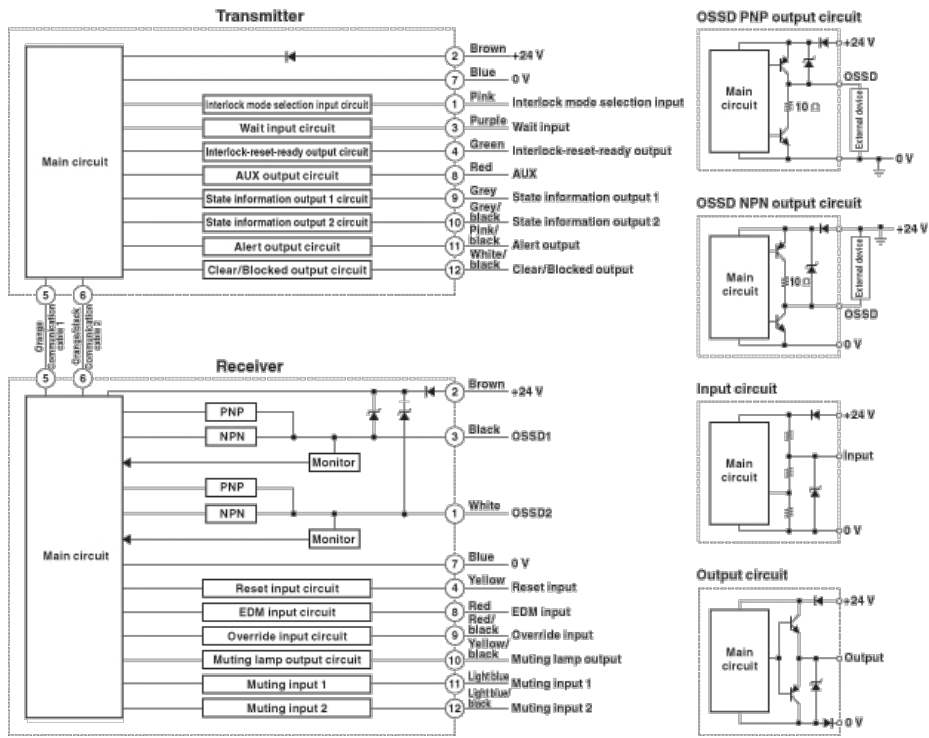 Transmitter
Main circuit
2 Brown +24 V
7 Blue 0 V
Interlock mode selection input circuit 1 Pink Interlock mode selection input
Wait input circuit 3 Purple Wait input
Interlock-reset-ready output circuit 4 Green Interlock-reset-ready output
AUX output circuit 8 Red AUX
State information output 1 circuit 9 Grey State information output 1
State information output 2 circuit 10 Grey/black State information output 2
Alert output circuit 11 Pink/black Alert output
Clear/Blocked output circuit 12 White/black Clear/Blocked output
5 6
Orange
Communication
cable 1
Orange/black
Communication
cable 2
5 6
Receiver
Main circuit
2 Brown +24 V
PNP
NPN
3 Black OSSD1
Monitor
PNP
NPN
1 White OSSD2
Monitor
7 Blue 0 V
Reset input circuit 4 Yellow Reset input
EDM input circuit 8 Red EDM input
Override input circuit 9 Red/black Override input
Muting lamp output circuit 10 Yellow/black Muting lamp output
Muting input 1 11 Light blue Muting input 1
Muting input 2 12 Light blue/black Muting input 2
OSSD PNP output circuit
+24 V
OSSD
Main
circuit
10 Ω
External device
0 V
OSSD NPN output circuit
+24 V
Main
circuit
10 Ω
External device
OSSD
0 V
Input circuit
+24 V
Input
Main
circuit
0 V
Output circuit
+24 V
Main
circuit
Output
0 V